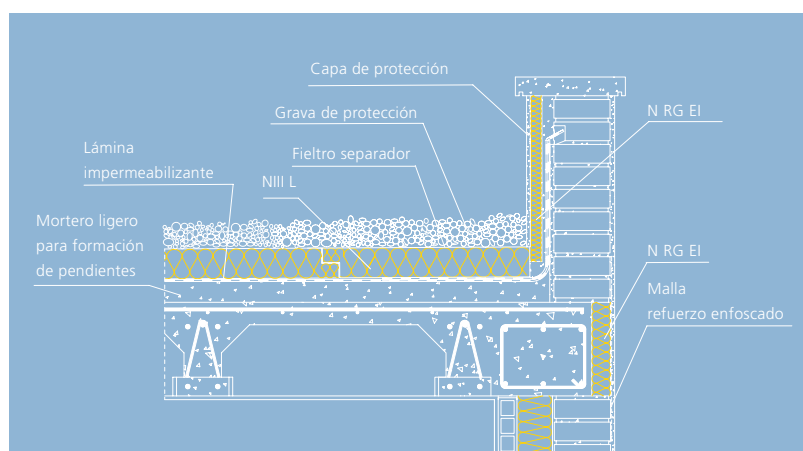 Capa de protección
Grava de protección
N RG EI
Lámina
impermeabilizante
Fieltro separador
NIII L
Mortero ligero
para formación
de pendientes
N RG EI
Malla
refuerzo enfoscado